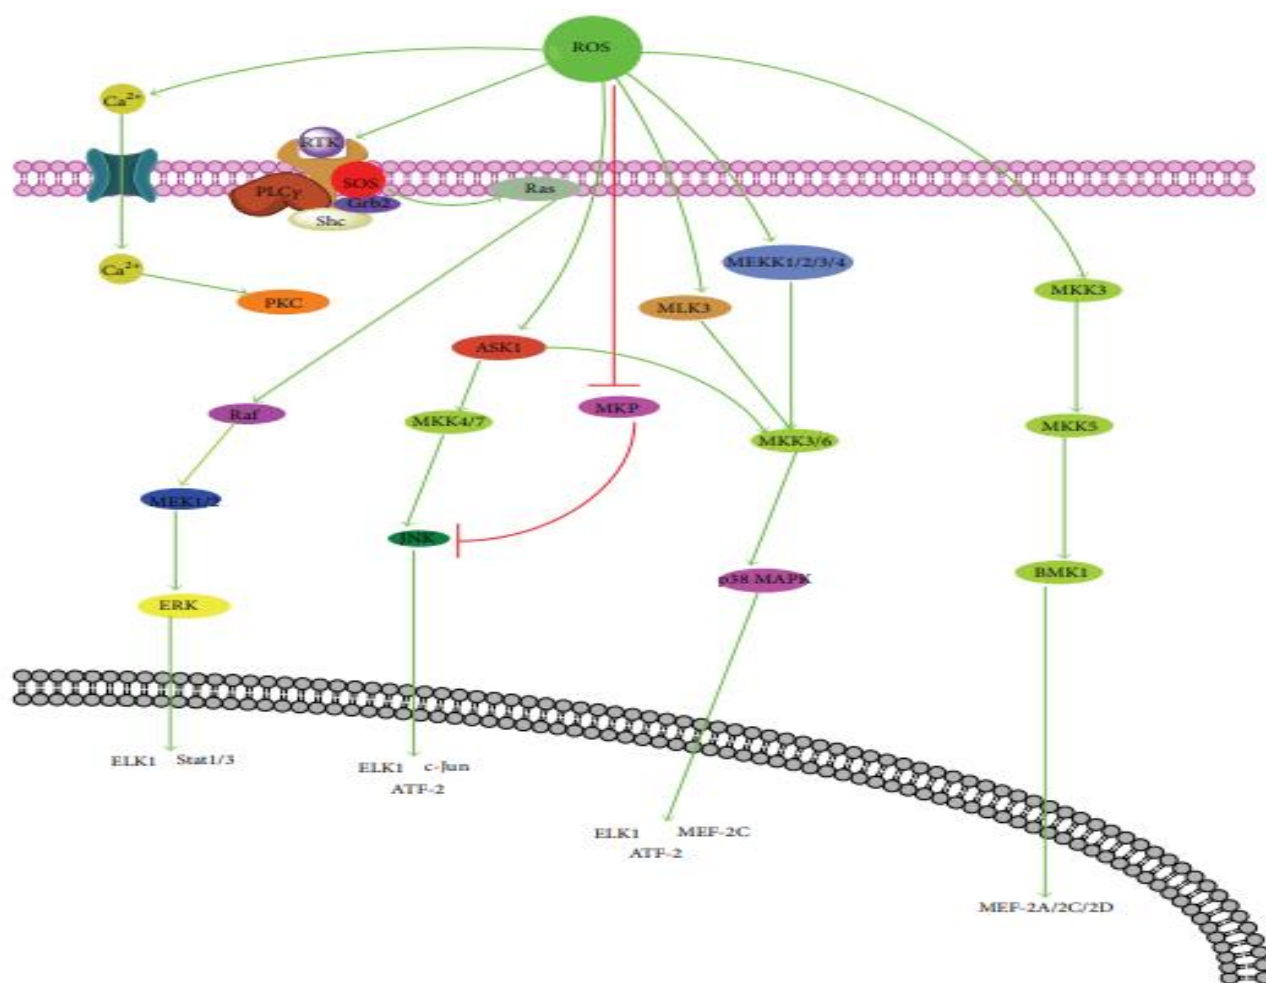 ROS
Ca²⁺
RTK
PLCγ
SOS
Grb2
Shc
Ras
Ca²⁺
PKC
MEKK1/2/3/4
MLK3
MKK3
ASK1
Raf
MKK4/7
MKP
MKK3/6
MKK5
MEK1/2
JNK
p38 MAPK
BMK1
ERK
ELK1 Stat1/3
ELK1 c-Jun
ATF-2
ELK1 MEF-2C
ATF-2
MEF-2A/2C/2D